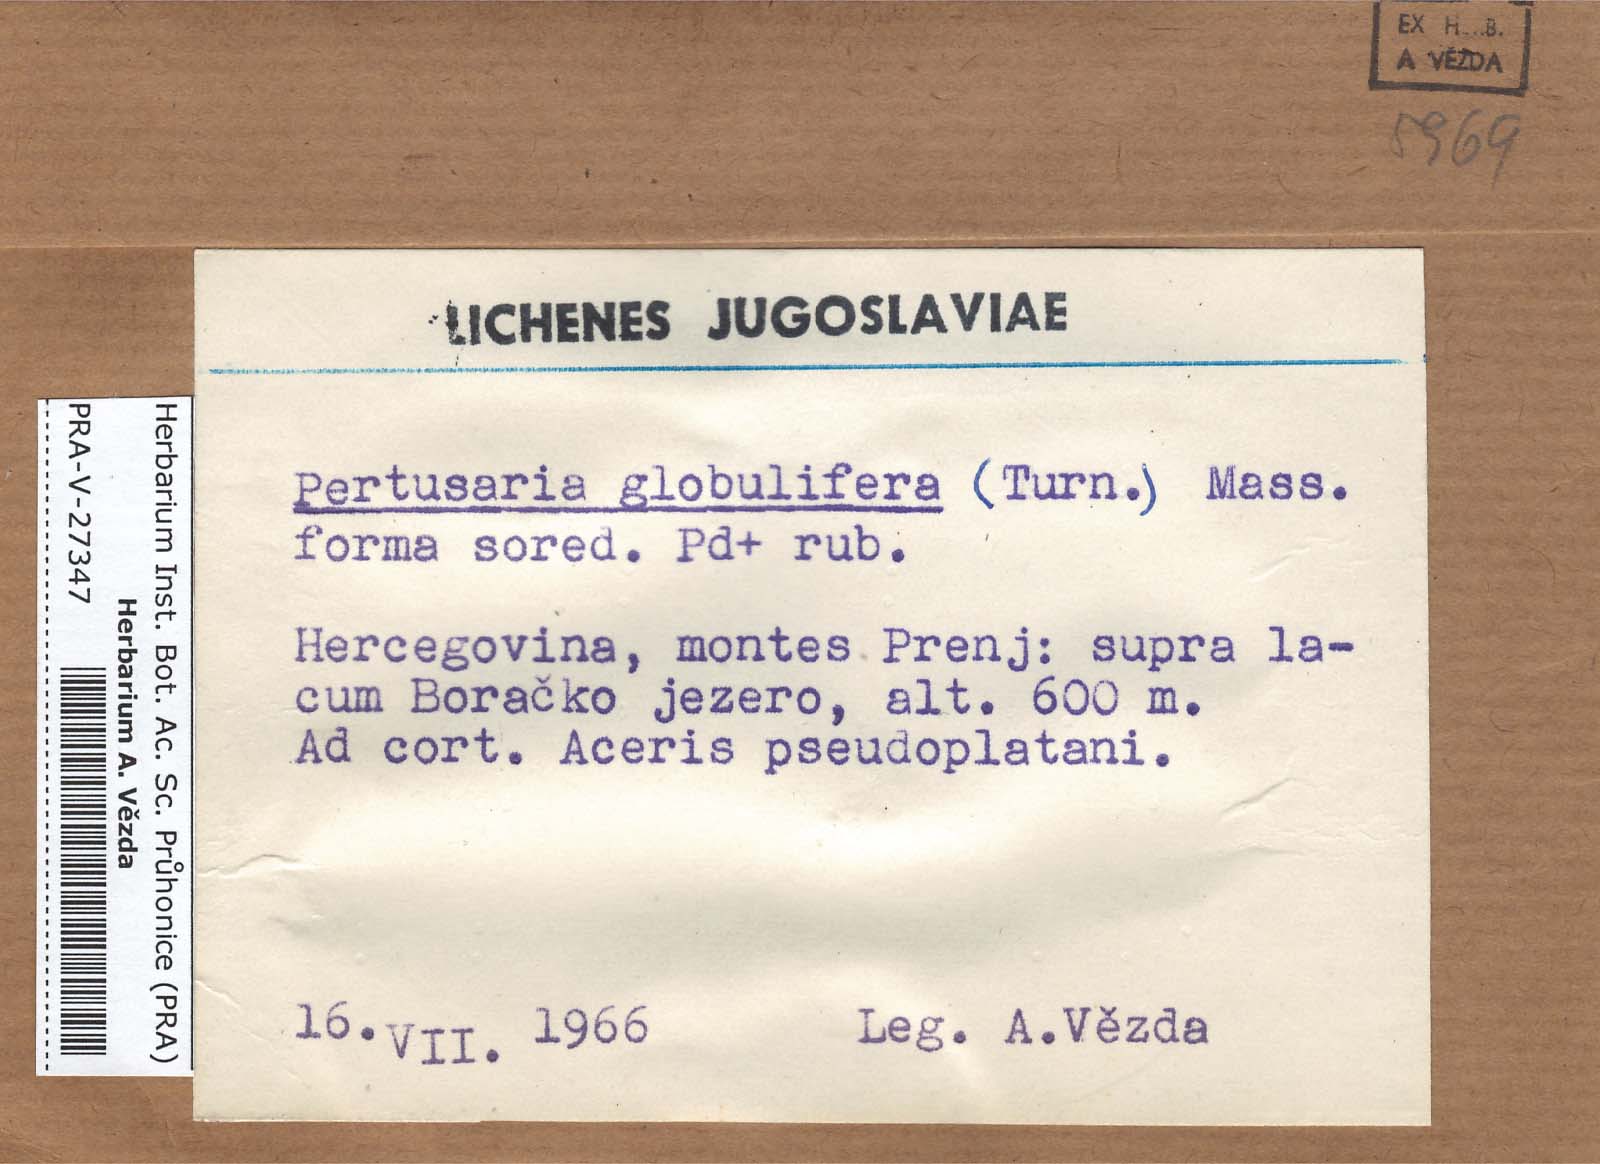 EX
A VĚZDA
5969
LICHENES JUGOSLAVIAE
Pertusaria globulifera (Turn.) Mass.
forma sored. Pd+ rub.
Hercegovina, montes Prenj: supra la-
cum Boračko jezero, alt. 600 m.
Ad cort. Aceris pseudoplatani.
16. VII. 1966 Leg. A.Vězda
Herbarium Inst. Bot. Ac. Sc. Průhonice (PRA)
Herbarium A. Vězda
PRA-V-27347